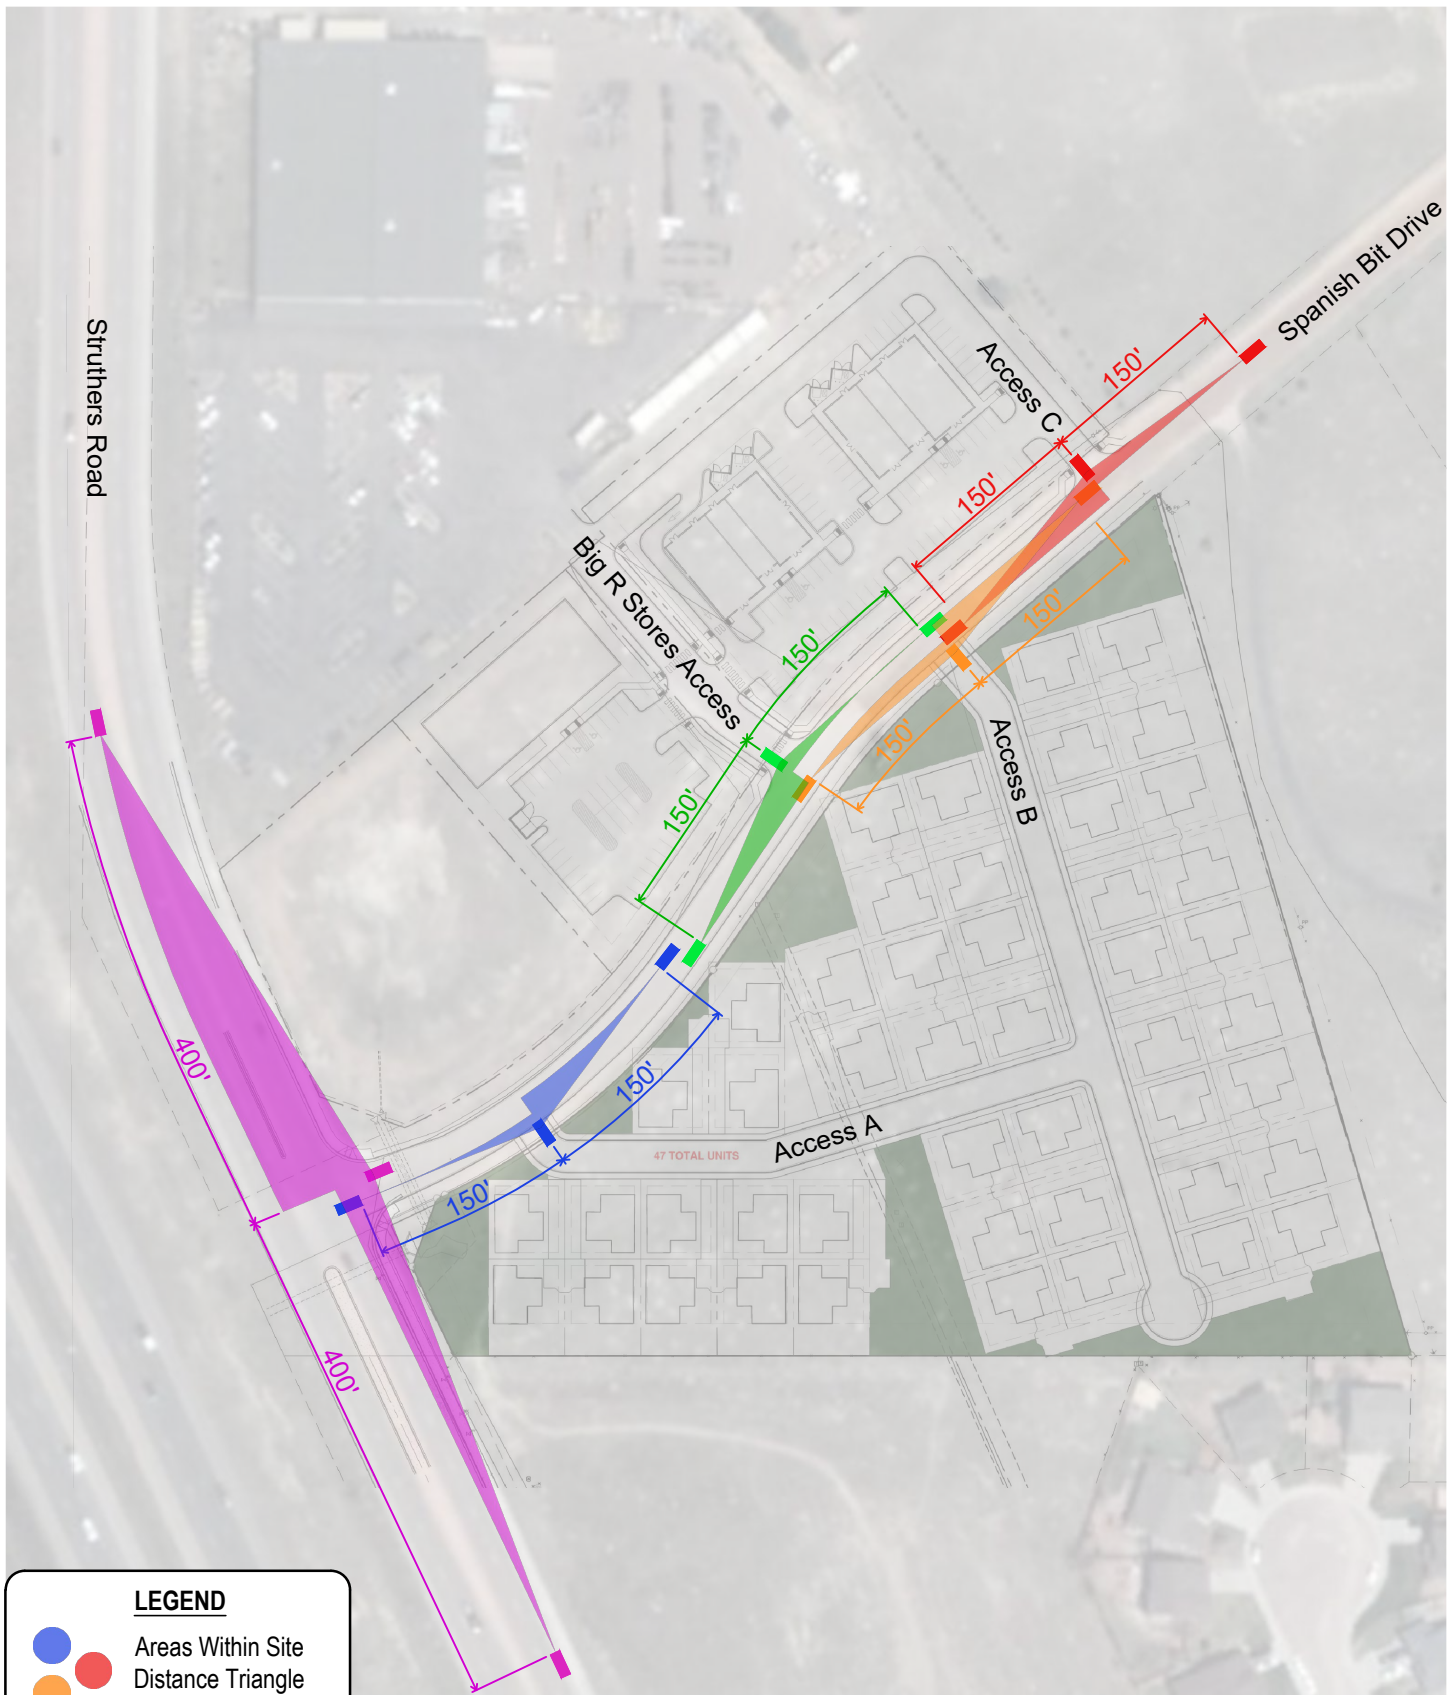 Spanish Bit Drive
Struthers Road
150'
Access C
150'
Big R Stores Access
150'
150'
150'
150'
Access B
150'
400'
150'
Access A
47 TOTAL UNITS
150'
400'
LEGEND
Areas Within Site
Distance Triangle